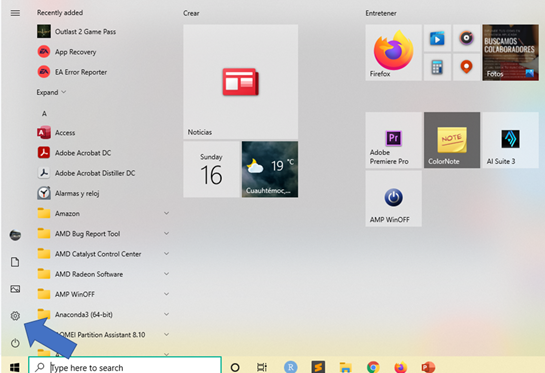 Recently added
Outlast 2 Game Pass
App Recovery
EA Error Reporter
Expand
A
Access
Adobe Acrobat DC
Adobe Acrobat Distiller DC
Alarmas y reloj
Amazon
AMD Bug Report Tool
AMD Catalyst Control Center
AMD Radeon Software
AMP WinOFF
Anaconda3 (64-bit)
AOMEI Partition Assistant 8.10
Type here to search
Crear
Noticias
Sunday
16
19 °C
Cuauhtémoc,...
Entretener
Firefox
BUSCAMOS
COLABORADORES
Fotos
Pr
Adobe
Premiere Pro
NOTE
ColorNote
AI Suite 3
AMP WinOFF